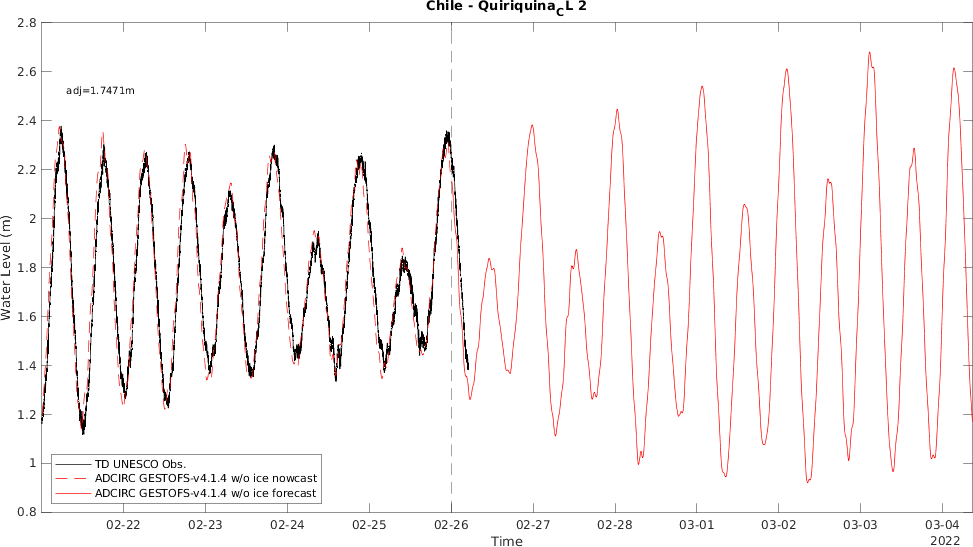 Chile - Quiriquina_CL 2
2.8
2.6
2.4
2.2
2
1.8
1.6
1.4
1.2
1
0.8
Water Level (m)
adj=1.7471m
TD UNESCO Obs.
ADCIRC GESTOFS-v4.1.4 w/o ice nowcast
ADCIRC GESTOFS-v4.1.4 w/o ice forecast
02-22 02-23 02-24 02-25 02-26 02-27 02-28 03-01 03-02 03-03 03-04
2022
Time